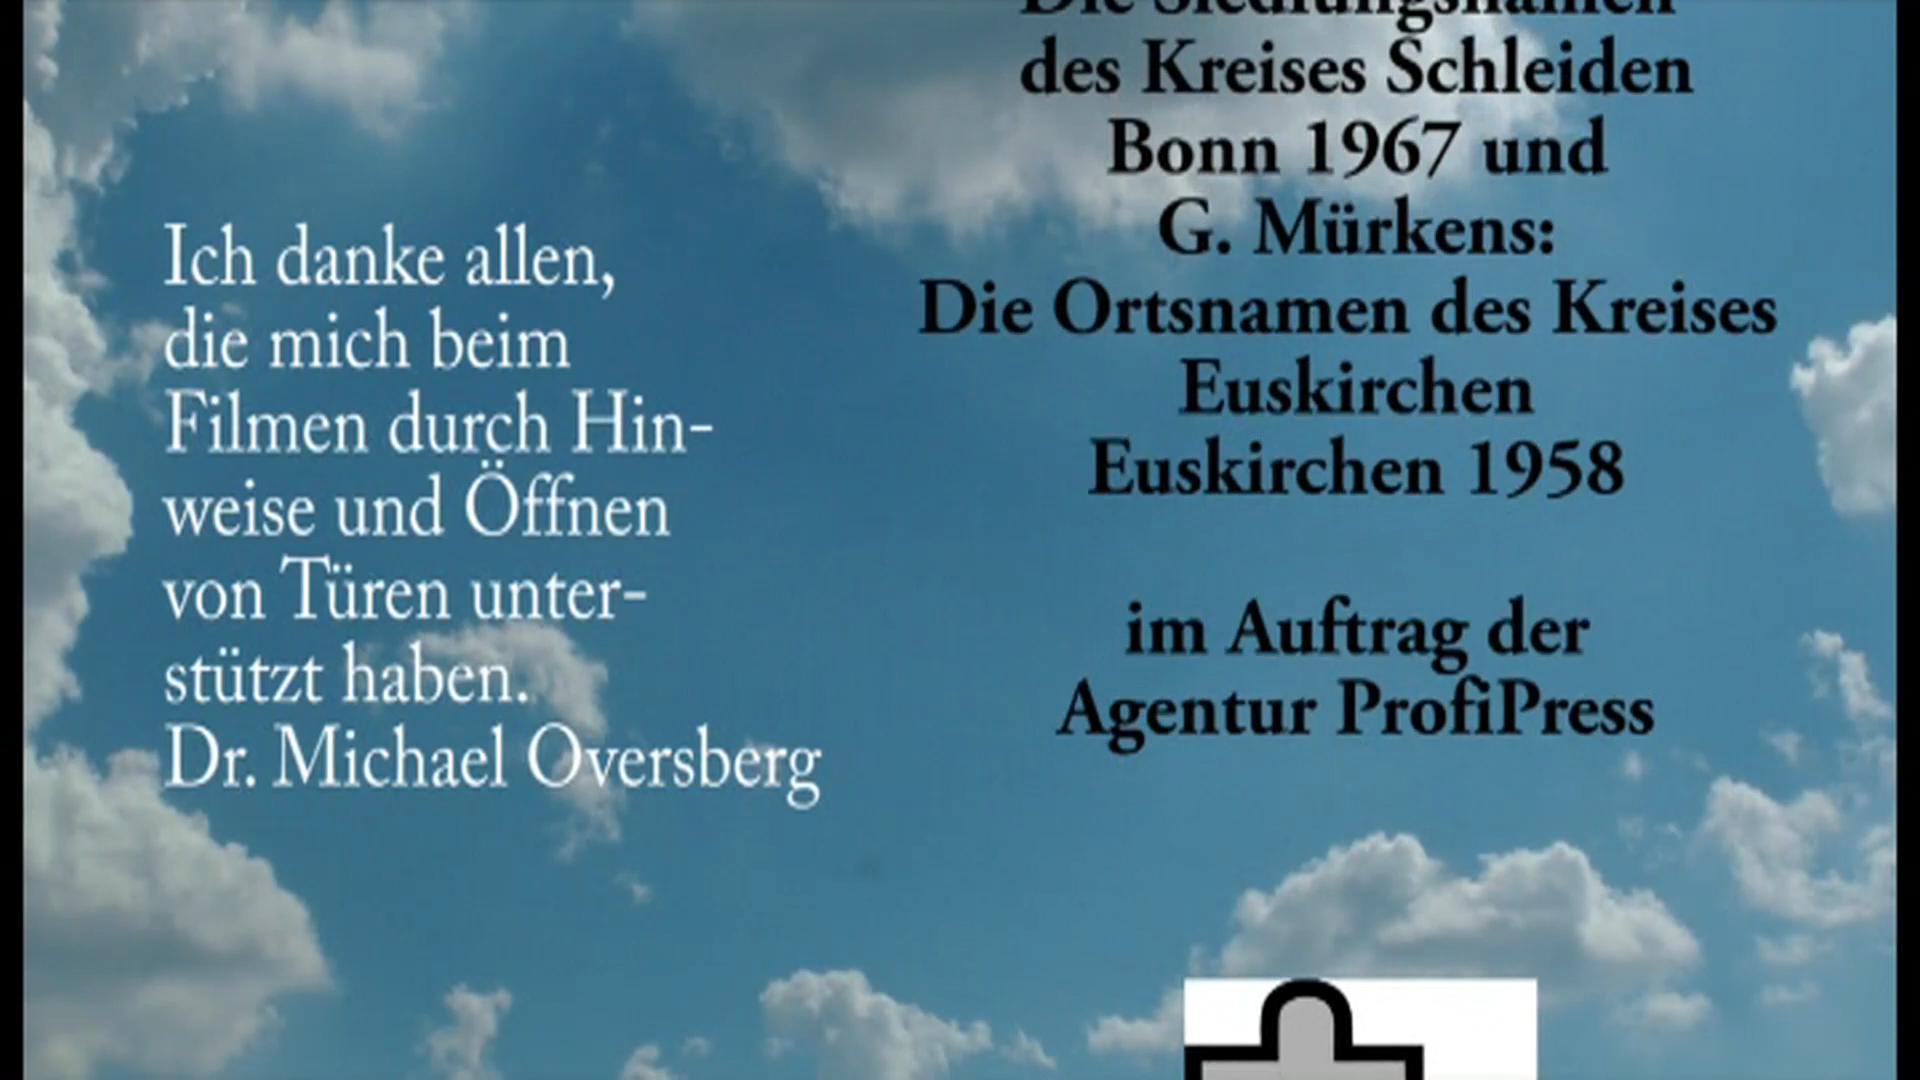 Ich danke allen,
die mich beim
Filmen durch Hin-
weise und Öffnen
von Türen unter-
stützt haben.
Dr. Michael Oversberg
Die Siedlungsnamen
des Kreises Schleiden
Bonn 1967 und
G. Mürkens:
Die Ortsnamen des Kreises
Euskirchen
Euskirchen 1958
im Auftrag der
Agentur ProfiPress